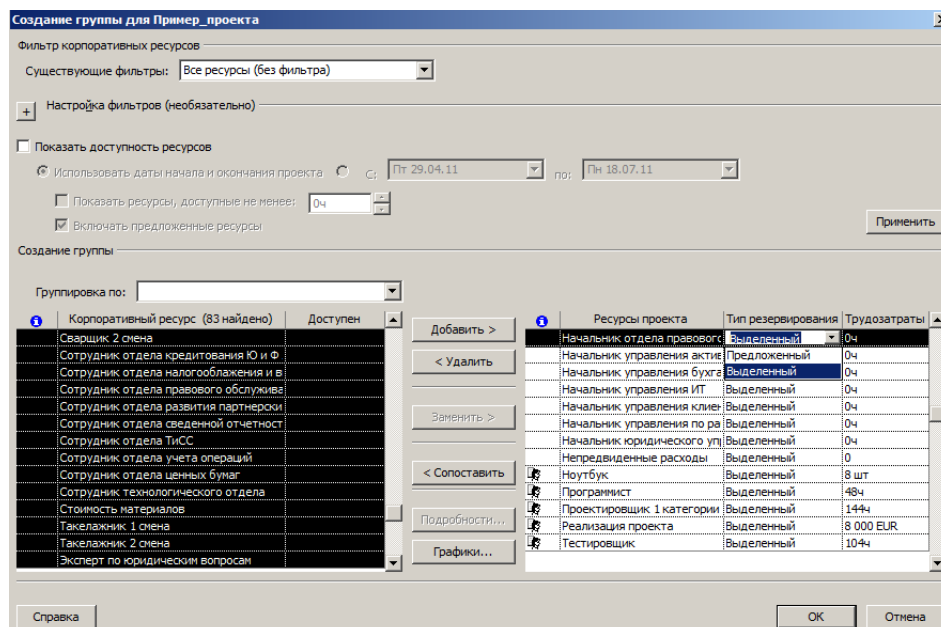 Создание группы для Пример_проекта
Фильтр корпоративных ресурсов
Существующие фильтры: Все ресурсы (без фильтра)
+ Настройка фильтров (необязательно)
Показать доступность ресурсов
Использовать даты начала и окончания проекта С: Пт 29.04.11 по: Пн 18.07.11
Показать ресурсы, доступные не менее: 0ч
Включать предложенные ресурсы
Применить
Создание группы
Группировка по:
Корпоративный ресурс (83 найдено) Доступен
Сварщик 2 смена
Сотрудник отдела кредитования Ю и Ф
Сотрудник отдела налогооблажения и в
Сотрудник отдела правового обслужива
Сотрудник отдела развития партнерски
Сотрудник отдела сведенной отчетност
Сотрудник отдела ТиСС
Сотрудник отдела учета операций
Сотрудник отдела ценных бумаг
Сотрудник технологического отдела
Стоимость материалов
Такелажник 1 смена
Такелажник 2 смена
Эксперт по юридическим вопросам
Добавить >
< Удалить
Заменить >
< Сопоставить
Подробности...
Графики...
Ресурсы проекта Тип резервирования Трудозатраты
Начальник отдела правовогс Выделенный 0ч
Начальник управления актив Предложенный 0ч
Начальник управления бухга Выделенный 0ч
Начальник управления ИТ Выделенный 0ч
Начальник управления клиен Выделенный 0ч
Начальник управления по ра Выделенный 0ч
Начальник юридического упр Выделенный 0ч
Непредвиденные расходы Выделенный 0
Ноутбук Выделенный 8 шт
Программист Выделенный 48ч
Проектировщик 1 категории Выделенный 144ч
Реализация проекта Выделенный 8 000 EUR
Тестировщик Выделенный 104ч
Справка
ОК
Отмена